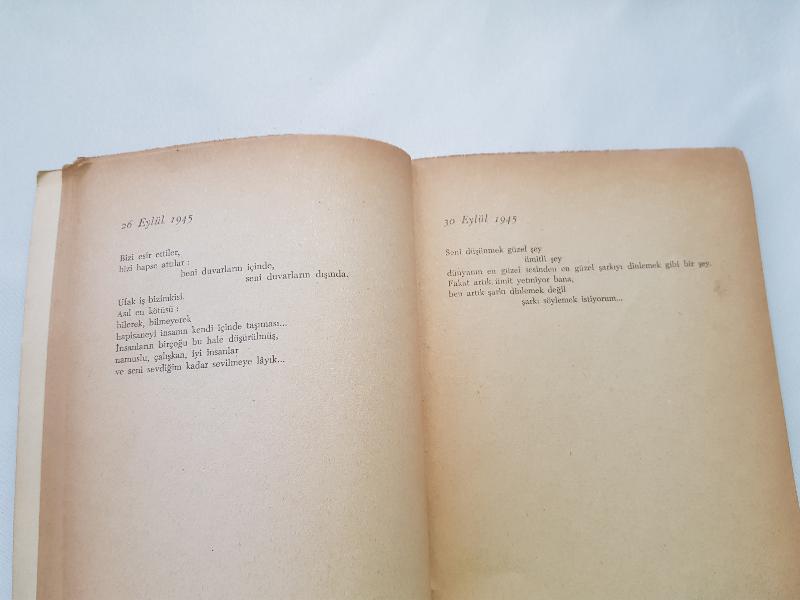 26 Eylül 1945
Bizi esir ettiler,
bizi hapse attılar :
beni duvarların içinde,
seni duvarların dışında.
Ufak iş bizimkisi.
Asıl en kötüsü :
bilerek, bilmeyerek
hapisaneyi insanın kendi içinde taşıması...
İnsanların birçoğu bu hale düşürülmüş,
namuslu, çalışkan, iyi insanlar
ve seni sevdiğim kadar sevilmeye lâyık...
30 Eylül 1945
Seni düşünmek güzel şey
ümitli şey
dünyanın en güzel sesinden en güzel şarkıyı dinlemek gibi bir şey.
Fakat artık ümit yetmiyor bana,
ben artık şarkı dinlemek değil
şarkı söylemek istiyorum...